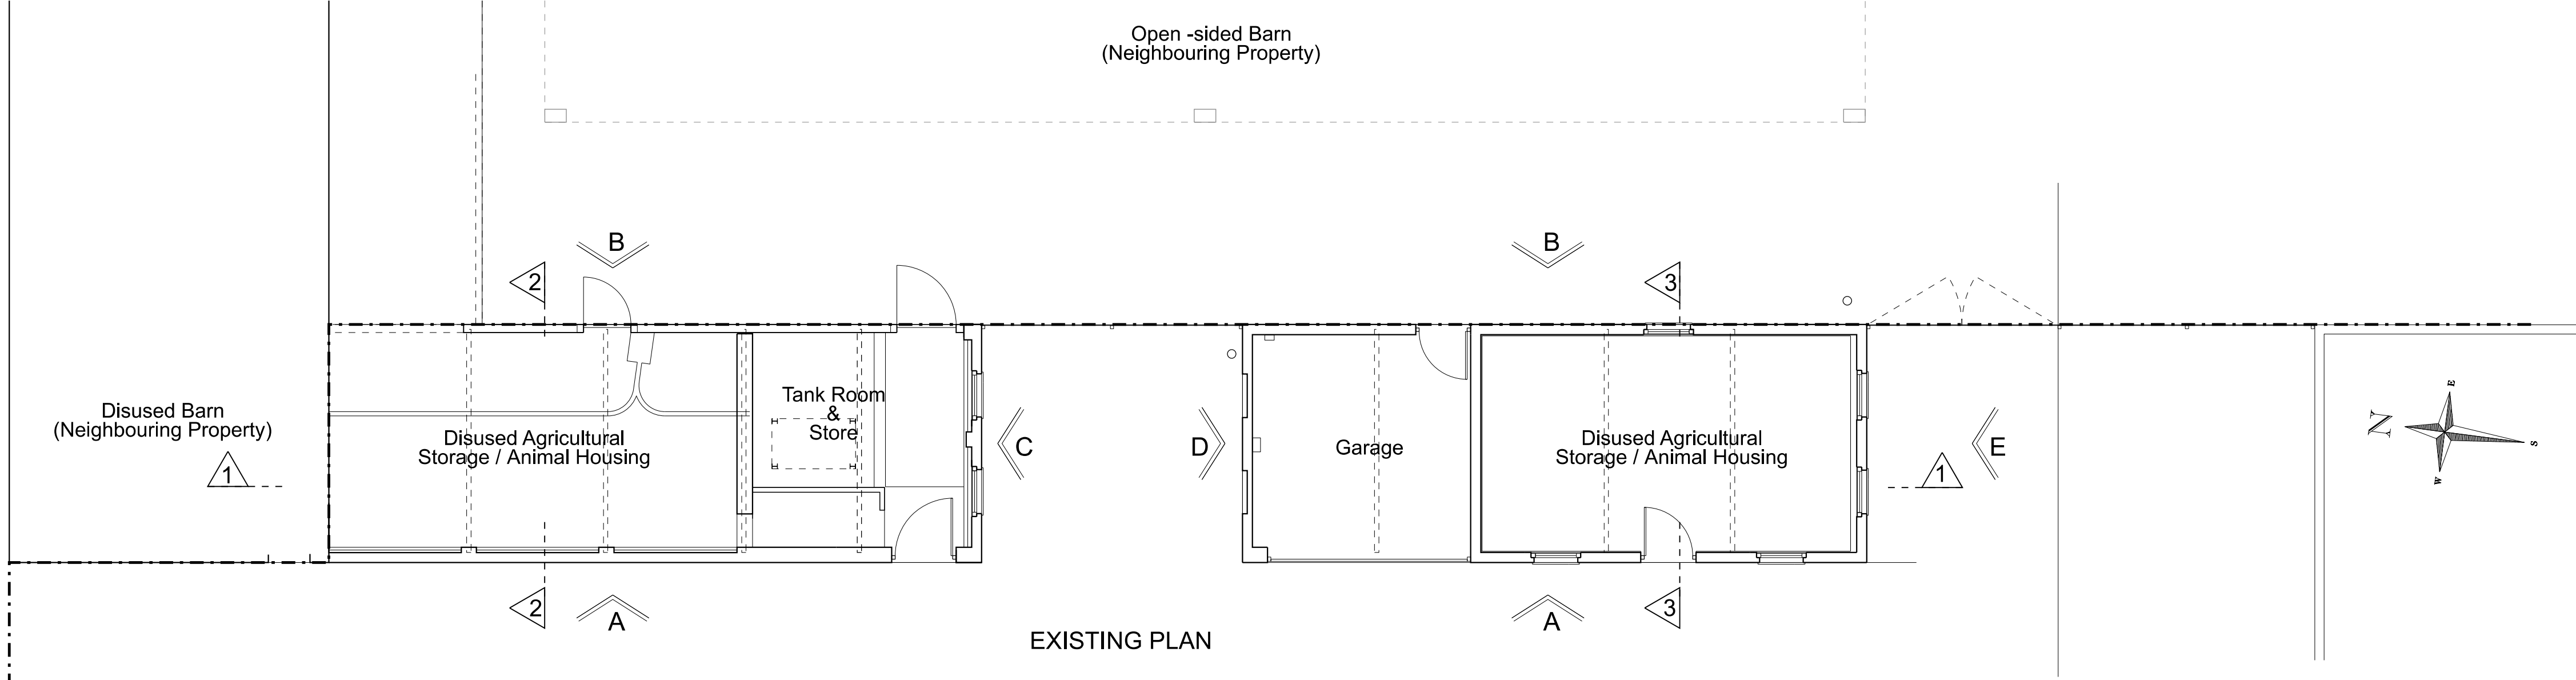 Open -sided Barn
(Neighbouring Property)
B
B
2
3
Disused Barn
(Neighbouring Property)
1
Disused Agricultural
Storage / Animal Housing
Tank Room
&
Store
C
D
Garage
Disused Agricultural
Storage / Animal Housing
E
1
N
E
S
W
2
A
A
3
EXISTING PLAN